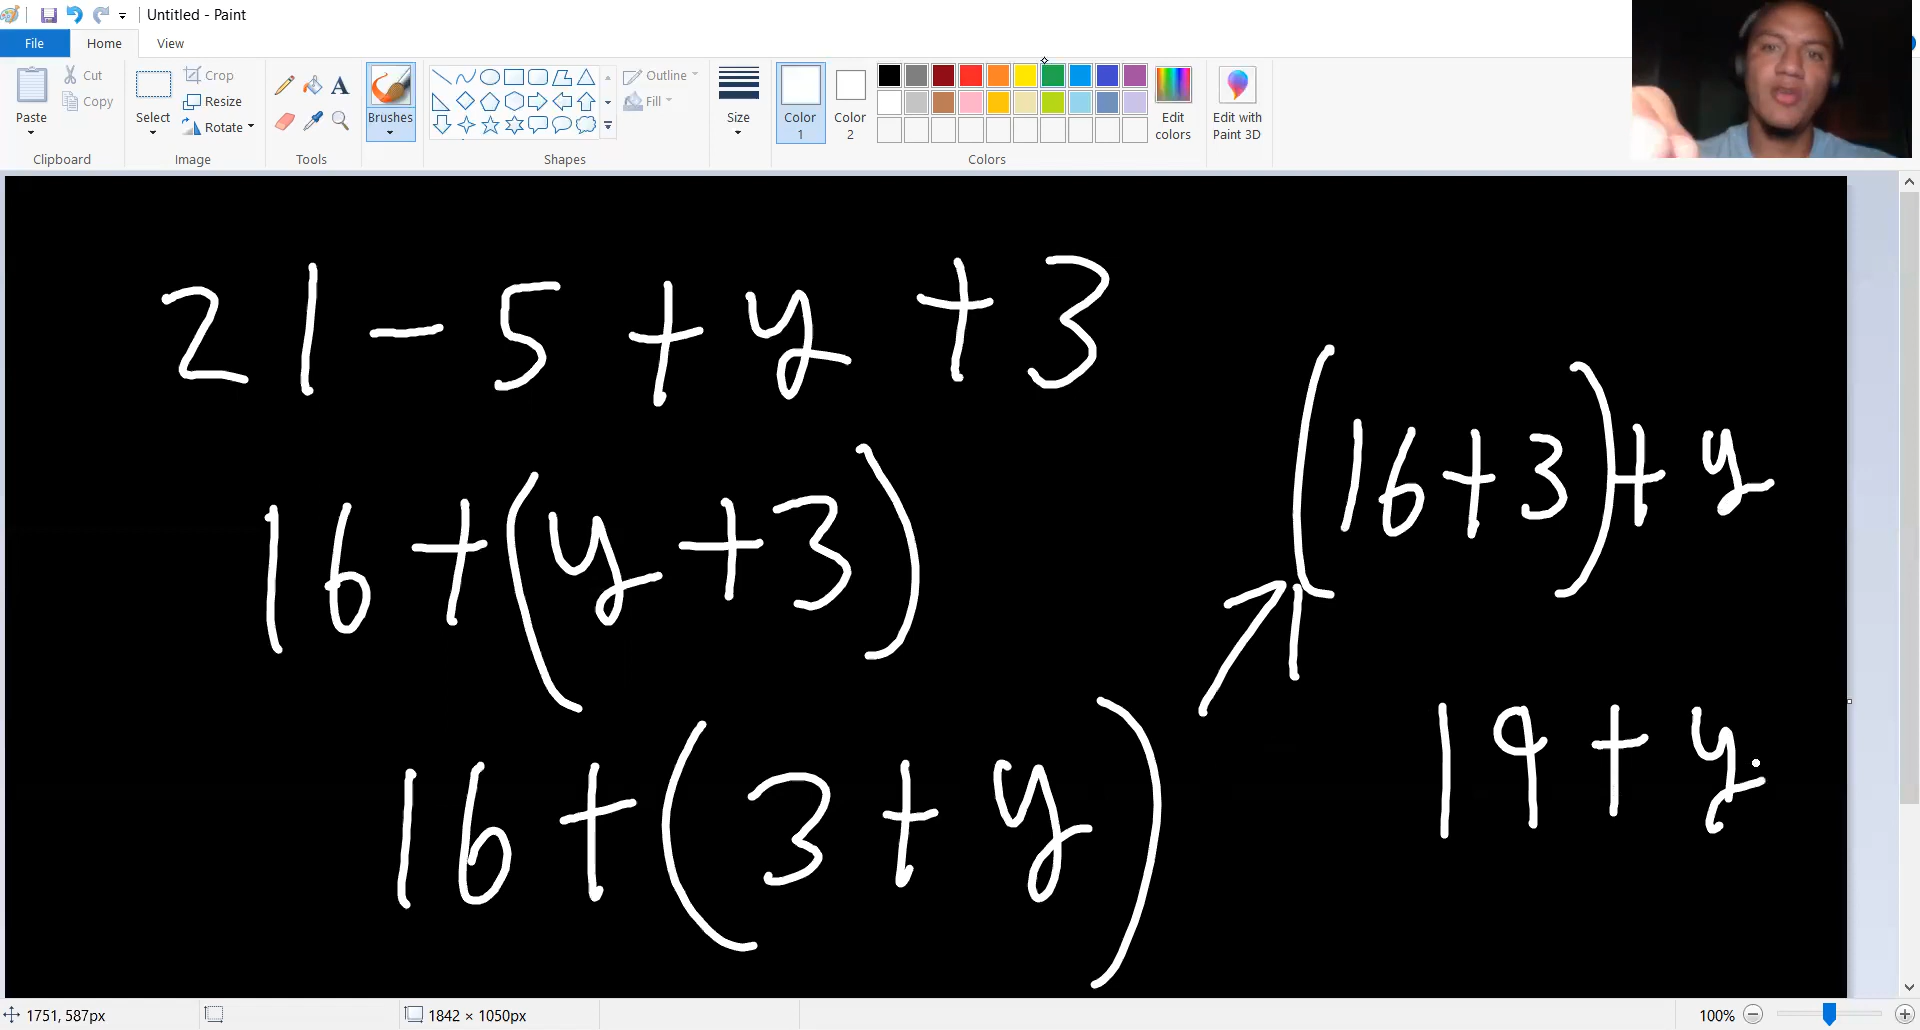 Untitled - Paint
File Home View
Paste
Cut
Copy
Clipboard
Select
Crop
Resize
Rotate
Image
A
Tools
Brushes
Outline
Fill
Shapes
Size
Color 1
Color 2
Edit colors
Colors
Edit with Paint 3D
21 - 5 + y + 3
16 + (y + 3)
16 + (3 + y)
(16 + 3) + y
19 + y
1751, 587px
1842 × 1050px
100%